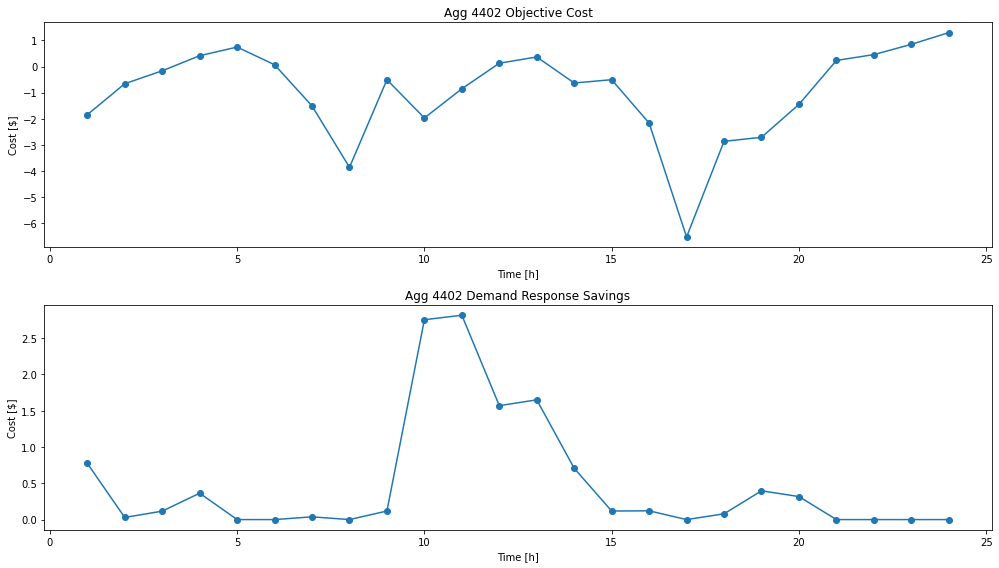 Agg 4402 Objective Cost
1
0
−1
−2
−3
−4
−5
−6
Cost [$]
0 5 10 15 20 25
Time [h]
Agg 4402 Demand Response Savings
2.5
2.0
1.5
1.0
0.5
0.0
Cost [$]
0 5 10 15 20 25
Time [h]